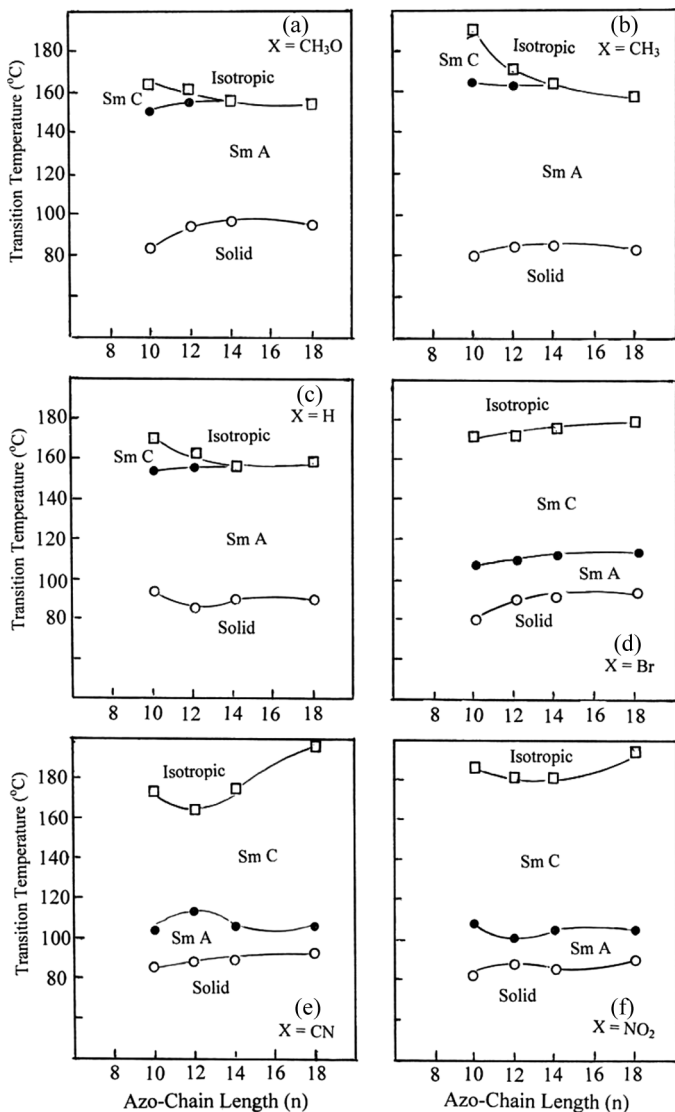 (a)
X = CH3O
Isotropic
Sm C
Sm A
Solid
180
160
140
120
100
80
8 10 12 14 16 18
Transition Temperature (°C)
(b)
X = CH3
Isotropic
Sm C
Sm A
Solid
8 10 12 14 16 18
(c)
X = H
Isotropic
Sm C
Sm A
Solid
180
160
140
120
100
80
8 10 12 14 16 18
Transition Temperature (°C)
Isotropic
Sm C
Sm A
Solid
(d)
X = Br
8 10 12 14 16 18
Isotropic
Sm C
Sm A
Solid
(e)
X = CN
180
160
140
120
100
80
8 10 12 14 16 18
Transition Temperature (°C)
Azo-Chain Length (n)
Isotropic
Sm C
Sm A
Solid
(f)
X = NO2
8 10 12 14 16 18
Azo-Chain Length (n)